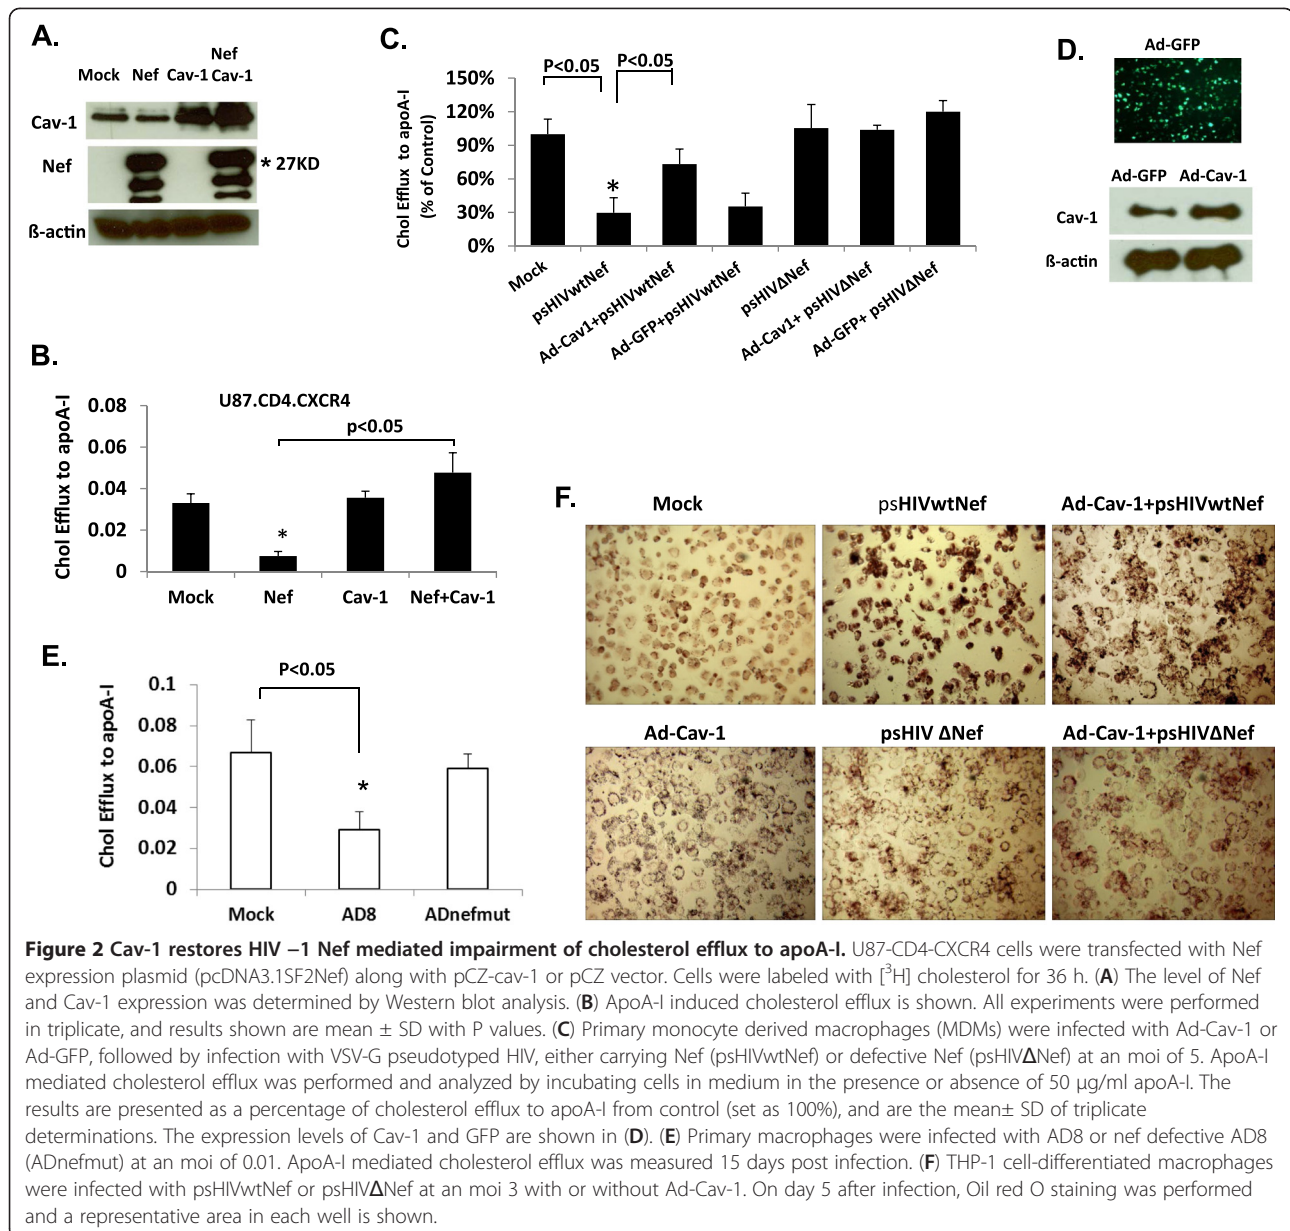 A.
Mock Nef Cav-1 Nef Cav-1
Cav-1
Nef
* 27KD
ß-actin
B.
U87.CD4.CXCR4
p<0.05
Chol Efflux to apoA-I
0.08
0.06
0.04
0.02
0
*
Mock Nef Cav-1 Nef+Cav-1
C.
P<0.05 P<0.05
Chol Efflux to apoA-I
(% of Control)
150%
120%
90%
60%
30%
0%
*
Mock
psHIVwtNef
Ad-Cav1+psHIVwtNef
Ad-GFP+psHIVwtNef
psHIVΔNef
Ad-Cav1+ psHIVΔNef
Ad-GFP+ psHIVΔNef
D.
Ad-GFP
Ad-GFP Ad-Cav-1
Cav-1
ß-actin
E.
P<0.05
Chol Efflux to apoA-I
0.1
0.08
0.06
0.04
0.02
0
*
Mock AD8 ADnefmut
F.
Mock psHIVwtNef Ad-Cav-1+psHIVwtNef
Ad-Cav-1 psHIV ΔNef Ad-Cav-1+psHIVΔNef
Figure 2 Cav-1 restores HIV −1 Nef mediated impairment of cholesterol efflux to apoA-I. U87-CD4-CXCR4 cells were transfected with Nef
expression plasmid (pcDNA3.1SF2Nef) along with pCZ-cav-1 or pCZ vector. Cells were labeled with [³H] cholesterol for 36 h. (A) The level of Nef
and Cav-1 expression was determined by Western blot analysis. (B) ApoA-I induced cholesterol efflux is shown. All experiments were performed
in triplicate, and results shown are mean ± SD with P values. (C) Primary monocyte derived macrophages (MDMs) were infected with Ad-Cav-1 or
Ad-GFP, followed by infection with VSV-G pseudotyped HIV, either carrying Nef (psHIVwtNef) or defective Nef (psHIVΔNef) at an moi of 5. ApoA-I
mediated cholesterol efflux was performed and analyzed by incubating cells in medium in the presence or absence of 50 μg/ml apoA-I. The
results are presented as a percentage of cholesterol efflux to apoA-I from control (set as 100%), and are the mean± SD of triplicate
determinations. The expression levels of Cav-1 and GFP are shown in (D). (E) Primary macrophages were infected with AD8 or nef defective AD8
(ADnefmut) at an moi of 0.01. ApoA-I mediated cholesterol efflux was measured 15 days post infection. (F) THP-1 cell-differentiated macrophages
were infected with psHIVwtNef or psHIVΔNef at an moi 3 with or without Ad-Cav-1. On day 5 after infection, Oil red O staining was performed
and a representative area in each well is shown.